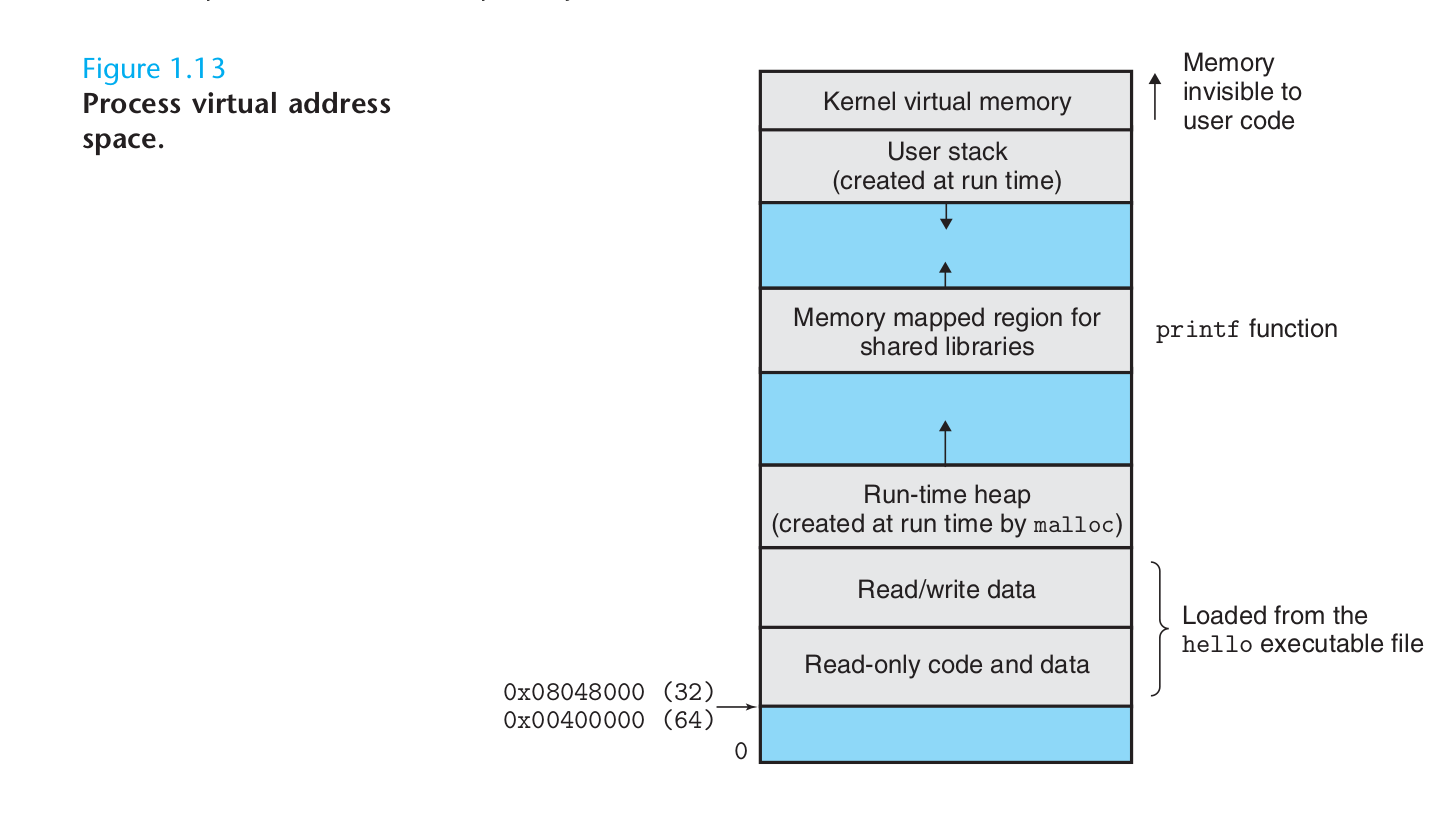 Figure 1.13
Process virtual address
space.
Kernel virtual memory
Memory
invisible to
user code
User stack
(created at run time)
Memory mapped region for
shared libraries
printf function
Run-time heap
(created at run time by malloc)
Read/write data
Loaded from the
hello executable file
Read-only code and data
0x08048000 (32)
0x00400000 (64)
0